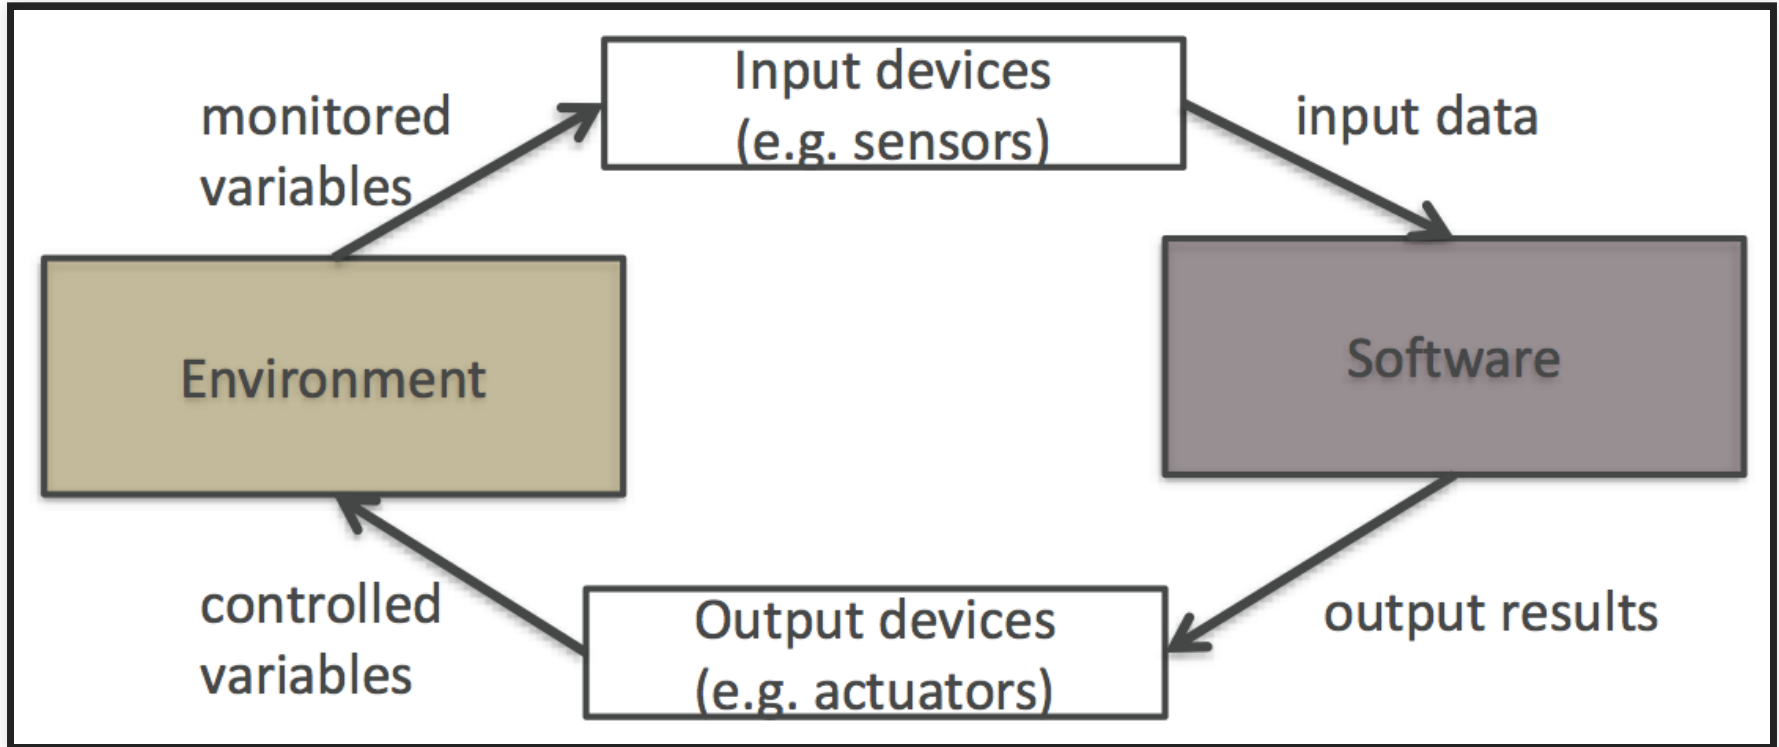 Input devices
(e.g. sensors)
monitored
variables
input data
Environment
Software
controlled
variables
Output devices
(e.g. actuators)
output results